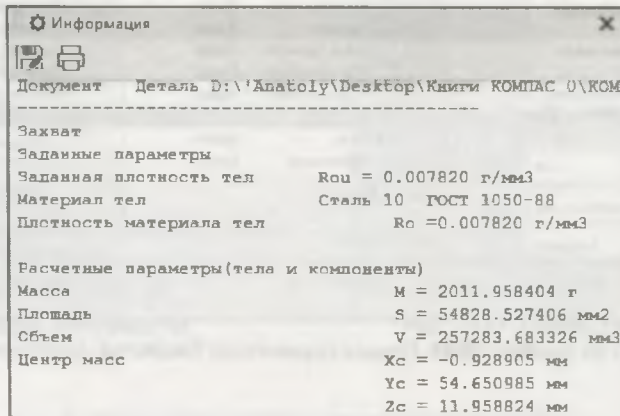 Информация
Документ Деталь D:\'Anatoly\Desktop\Книги КОМПАС 0\КОМ
Захват
Заданные параметры
Заданная плотность тел Rou = 0.007820 г/мм3
Материал тел Сталь 10 ГОСТ 1050-88
Плотность материала тел Ro =0.007820 г/мм3
Расчетные параметры(тела и компоненты)
Масса M = 2011.958404 г
Площадь S = 54828.527406 мм2
Объем V = 257283.683326 мм3
Центр масс Xc = -0.928905 мм
Yc = 54.650985 мм
Zc = 11.958824 мм